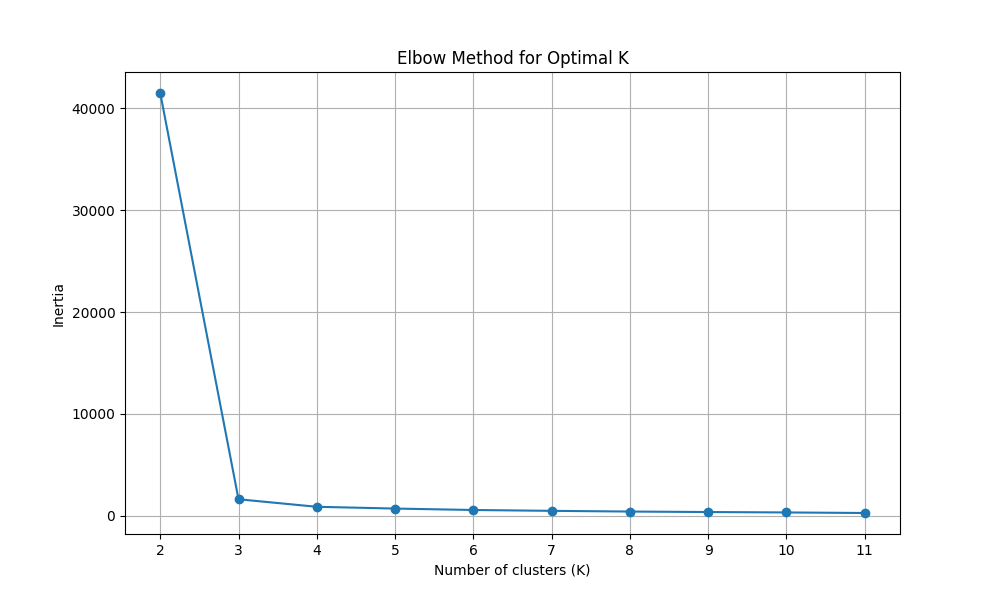 Elbow Method for Optimal K
40000
30000
20000
10000
0
Inertia
2 3 4 5 6 7 8 9 10 11
Number of clusters (K)